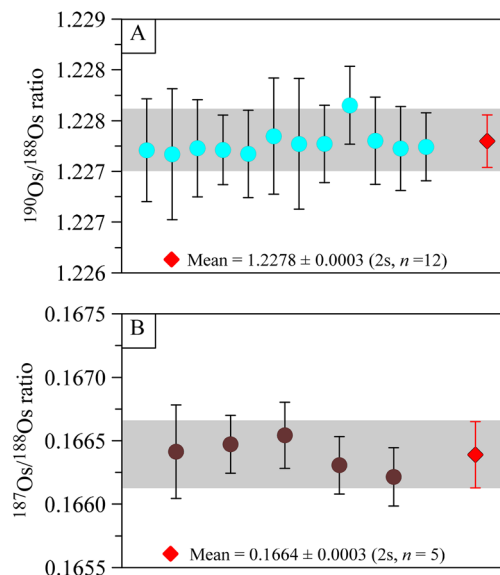 A
1.229
1.228
1.228
1.227
1.227
1.226
¹⁹⁰Os/¹⁸⁸Os ratio
Mean = 1.2278 ± 0.0003 (2s, n =12)
B
0.1675
0.1670
0.1665
0.1660
0.1655
¹⁸⁷Os/¹⁸⁸Os ratio
Mean = 0.1664 ± 0.0003 (2s, n = 5)